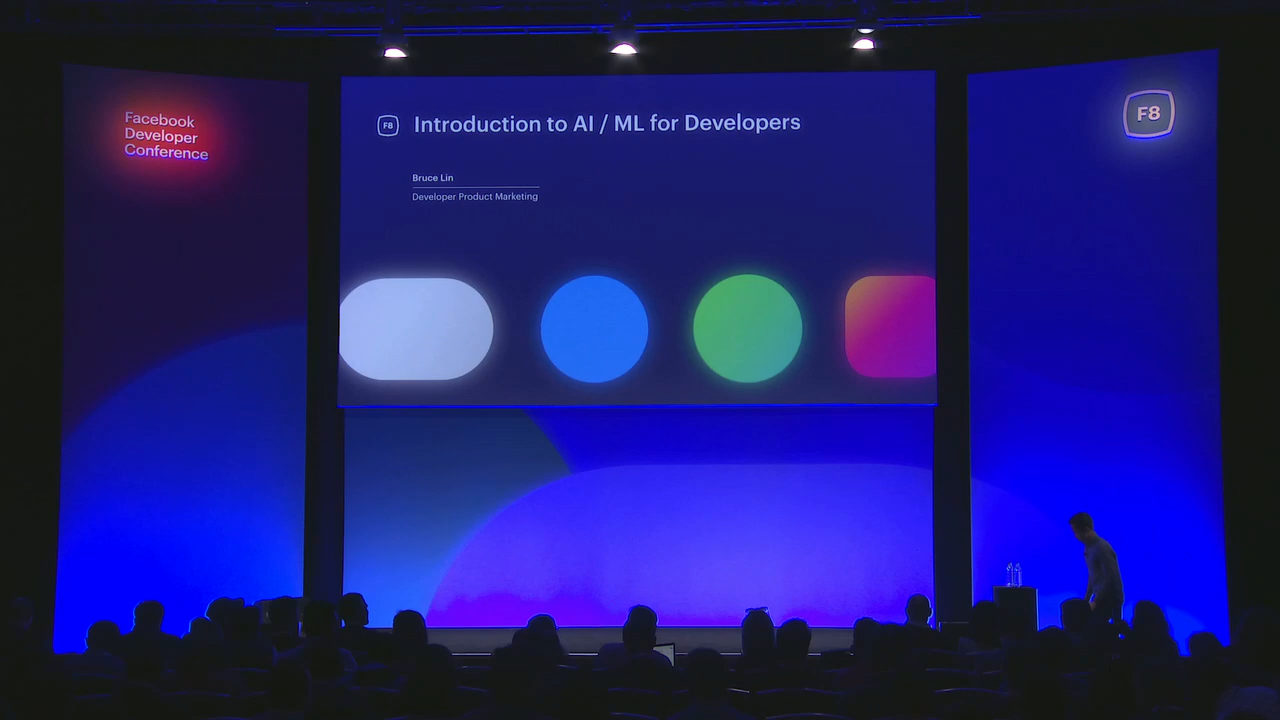 Facebook
Developer
Conference
F8
Introduction to AI / ML for Developers
Bruce Lin
Developer Product Marketing
F8